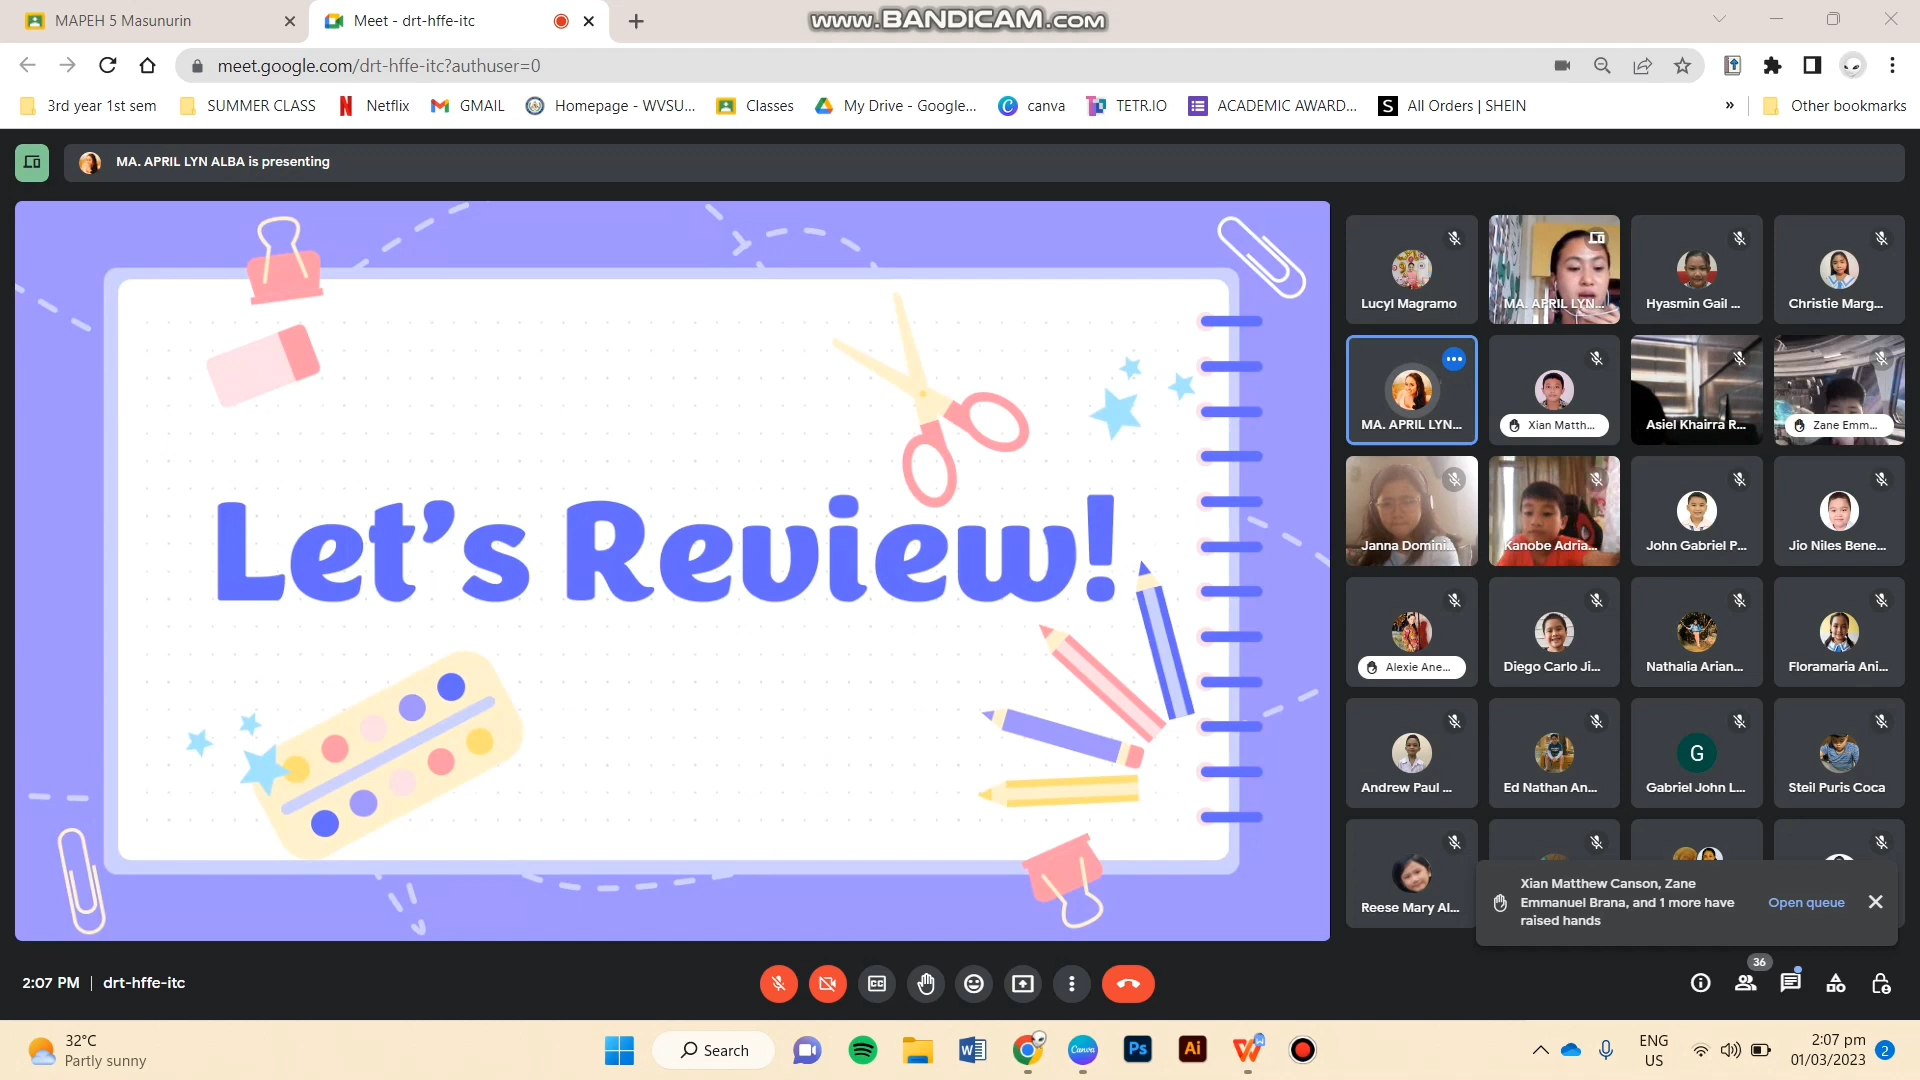 MAPEH 5 Masunurin
Meet - drt-hffe-itc
www.BANDICAM.com
meet.google.com/drt-hffe-itc?authuser=0
3rd year 1st sem
SUMMER CLASS
Netflix
GMAIL
Homepage - WVSU...
Classes
My Drive - Google...
canva
TETR.IO
ACADEMIC AWARD...
S
All Orders | SHEIN
»
Other bookmarks
MA. APRIL LYN ALBA is presenting
Let's Review!
Lucyl Magramo
MA. APRIL LYN...
Hyasmin Gail ...
Christie Marg...
MA. APRIL LYN...
Xian Matth...
Asiel Khairra R...
Zane Emm...
Janna Domini...
Kanobe Adria...
John Gabriel P...
Jio Niles Bene...
Alexie Ane...
Diego Carlo Ji...
Nathalia Arian...
Floramaria Ani...
Andrew Paul ...
Ed Nathan An...
G
Gabriel John L...
Steil Puris Coca
Reese Mary Al...
Xian Matthew Canson, Zane
Emmanuel Brana, and 1 more have
raised hands
Open queue
2:07 PM | drt-hffe-itc
CC
36
32°C
Partly sunny
Search
Canva
Ps
Ai
ENG
US
2:07 pm
01/03/2023
2